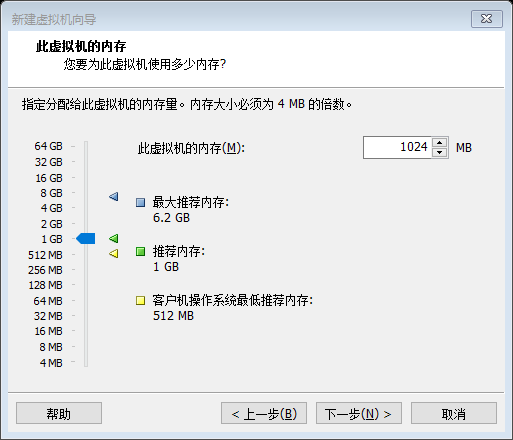 新建虚拟机向导
此虚拟机的内存
您要为此虚拟机使用多少内存?
指定分配给此虚拟机的内存量。内存大小必须为 4 MB 的倍数。
此虚拟机的内存(M):
1024 MB
64 GB
32 GB
16 GB
8 GB
4 GB
2 GB
1 GB
512 MB
256 MB
128 MB
64 MB
32 MB
16 MB
8 MB
4 MB
最大推荐内存:
6.2 GB
推荐内存:
1 GB
客户机操作系统最低推荐内存:
512 MB
帮助
< 上一步(B)
下一步(N) >
取消